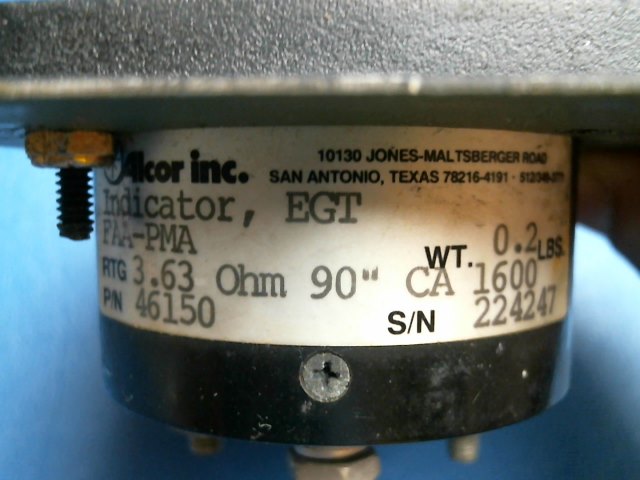 Alcor inc.
10130 JONES-MALTSBERGER ROAD
SAN ANTONIO, TEXAS 78216-4191 ·
Indicator, EGT
FAA-PMA
WT. 0.2 LBS.
RTG 3.63 Ohm 90" CA 1600
P/N 46150
S/N 224247